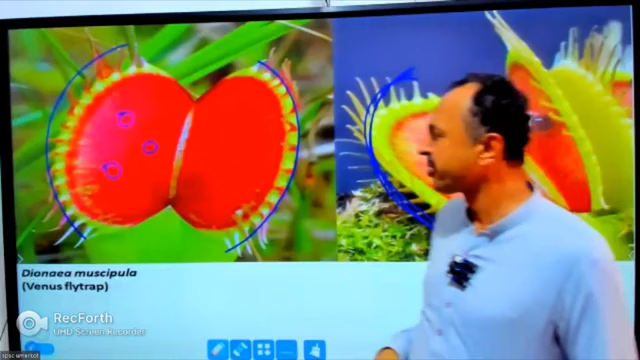 Dionaea muscipula
(Venus flytrap)
RecForth
UHD Screen Recorder